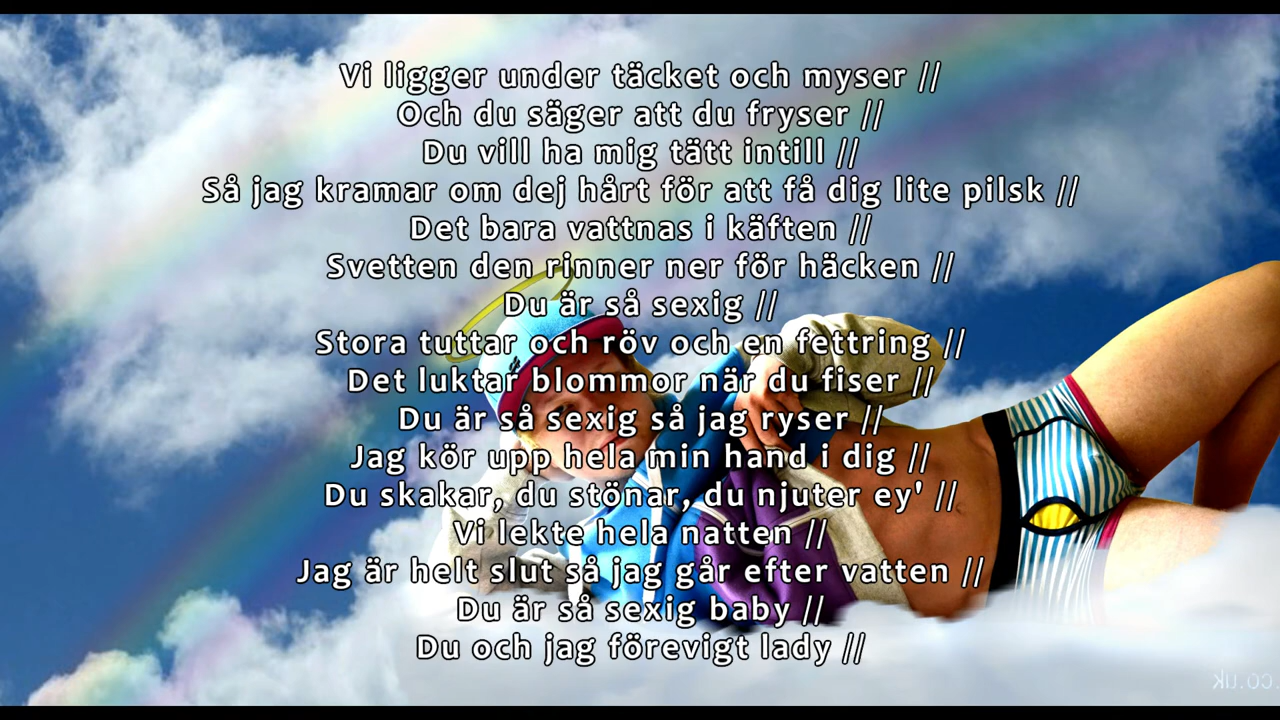 Vi ligger under täcket och myser //
Och du säger att du fryser //
Du vill ha mig tätt intill //
Så jag kramar om dej hårt för att få dig lite pilsk //
Det bara vattnas i käften //
Svetten den rinner ner för häcken //
Du är så sexig //
Stora tuttar och röv och en fettring //
Det luktar blommor när du fiser //
Du är så sexig så jag ryser //
Jag kör upp hela min hand i dig //
Du skakar, du stönar, du njuter ey' //
Vi lekte hela natten //
Jag är helt slut så jag går efter vatten //
Du är så sexig baby //
Du och jag förevigt lady //
.co.uk